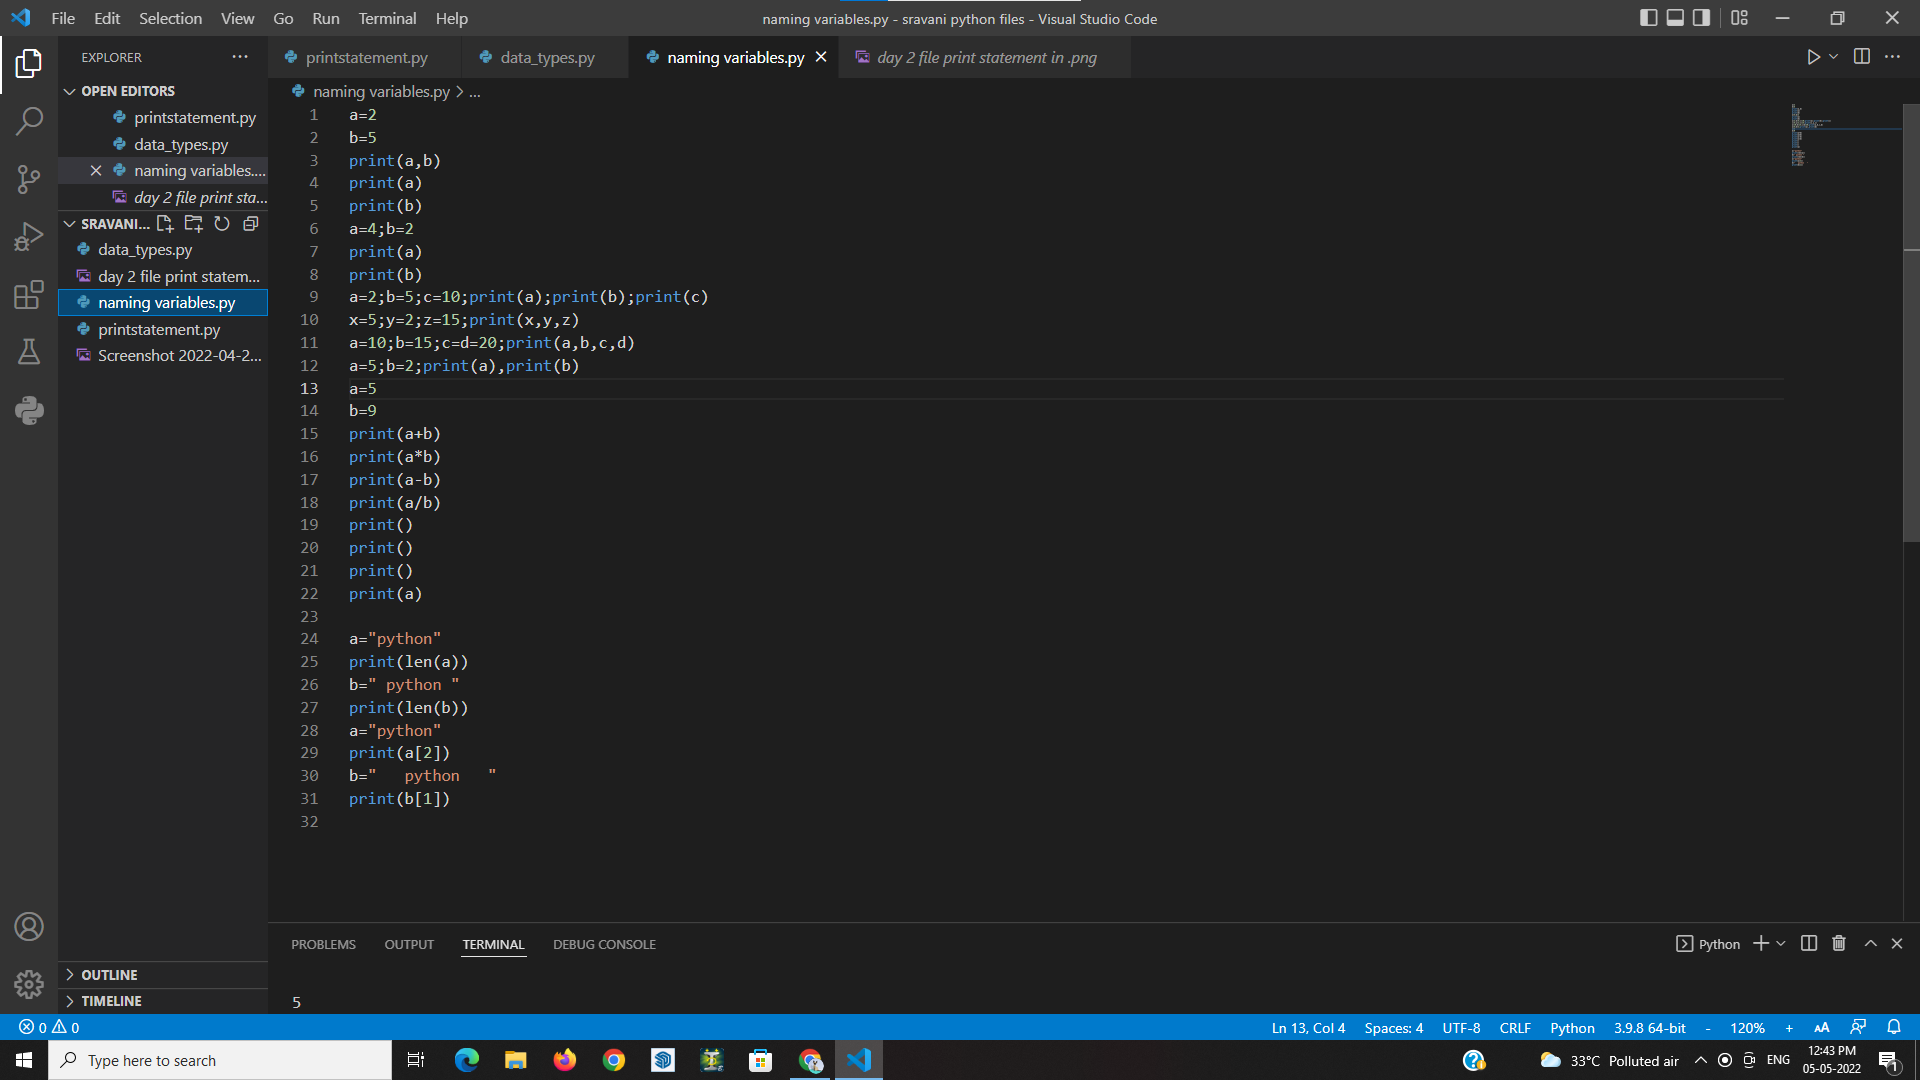 File Edit Selection View Go Run Terminal Help
naming variables.py - sravani python files - Visual Studio Code
EXPLORER
OPEN EDITORS
printstatement.py
data_types.py
naming variables....
day 2 file print sta...
SRAVANI...
data_types.py
day 2 file print statem...
naming variables.py
printstatement.py
Screenshot 2022-04-2...
OUTLINE
TIMELINE
printstatement.py data_types.py naming variables.py day 2 file print statement in .png
naming variables.py > ...
1 a=2
2 b=5
3 print(a,b)
4 print(a)
5 print(b)
6 a=4;b=2
7 print(a)
8 print(b)
9 a=2;b=5;c=10;print(a);print(b);print(c)
10 x=5;y=2;z=15;print(x,y,z)
11 a=10;b=15;c=d=20;print(a,b,c,d)
12 a=5;b=2;print(a),print(b)
13 a=5
14 b=9
15 print(a+b)
16 print(a*b)
17 print(a-b)
18 print(a/b)
19 print()
20 print()
21 print()
22 print(a)
23
24 a="python"
25 print(len(a))
26 b=" python "
27 print(len(b))
28 a="python"
29 print(a[2])
30 b="   python   "
31 print(b[1])
32
PROBLEMS OUTPUT TERMINAL DEBUG CONSOLE
Python
5
0 0
Ln 13, Col 4 Spaces: 4 UTF-8 CRLF Python 3.9.8 64-bit - 120% +
Type here to search
33°C Polluted air ENG
12:43 PM
05-05-2022
1